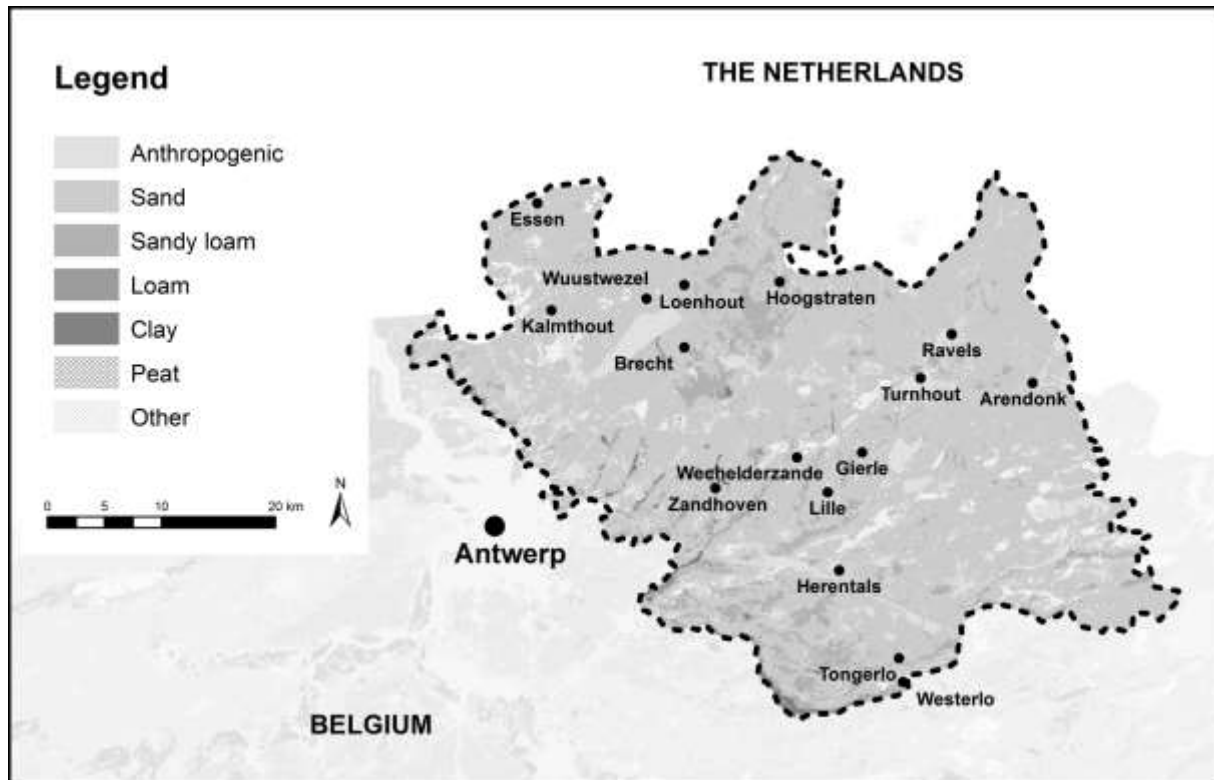 Legend
Anthropogenic
Sand
Sandy loam
Loam
Clay
Peat
Other
0 5 10 20 km
N
THE NETHERLANDS
Essen
Wuustwezel
Loenhout
Hoogstraten
Kalmthout
Brecht
Ravels
Turnhout
Arendonk
Wechelderzande
Gierle
Zandhoven
Lille
Antwerp
Herentals
Tongerlo
Westerlo
BELGIUM